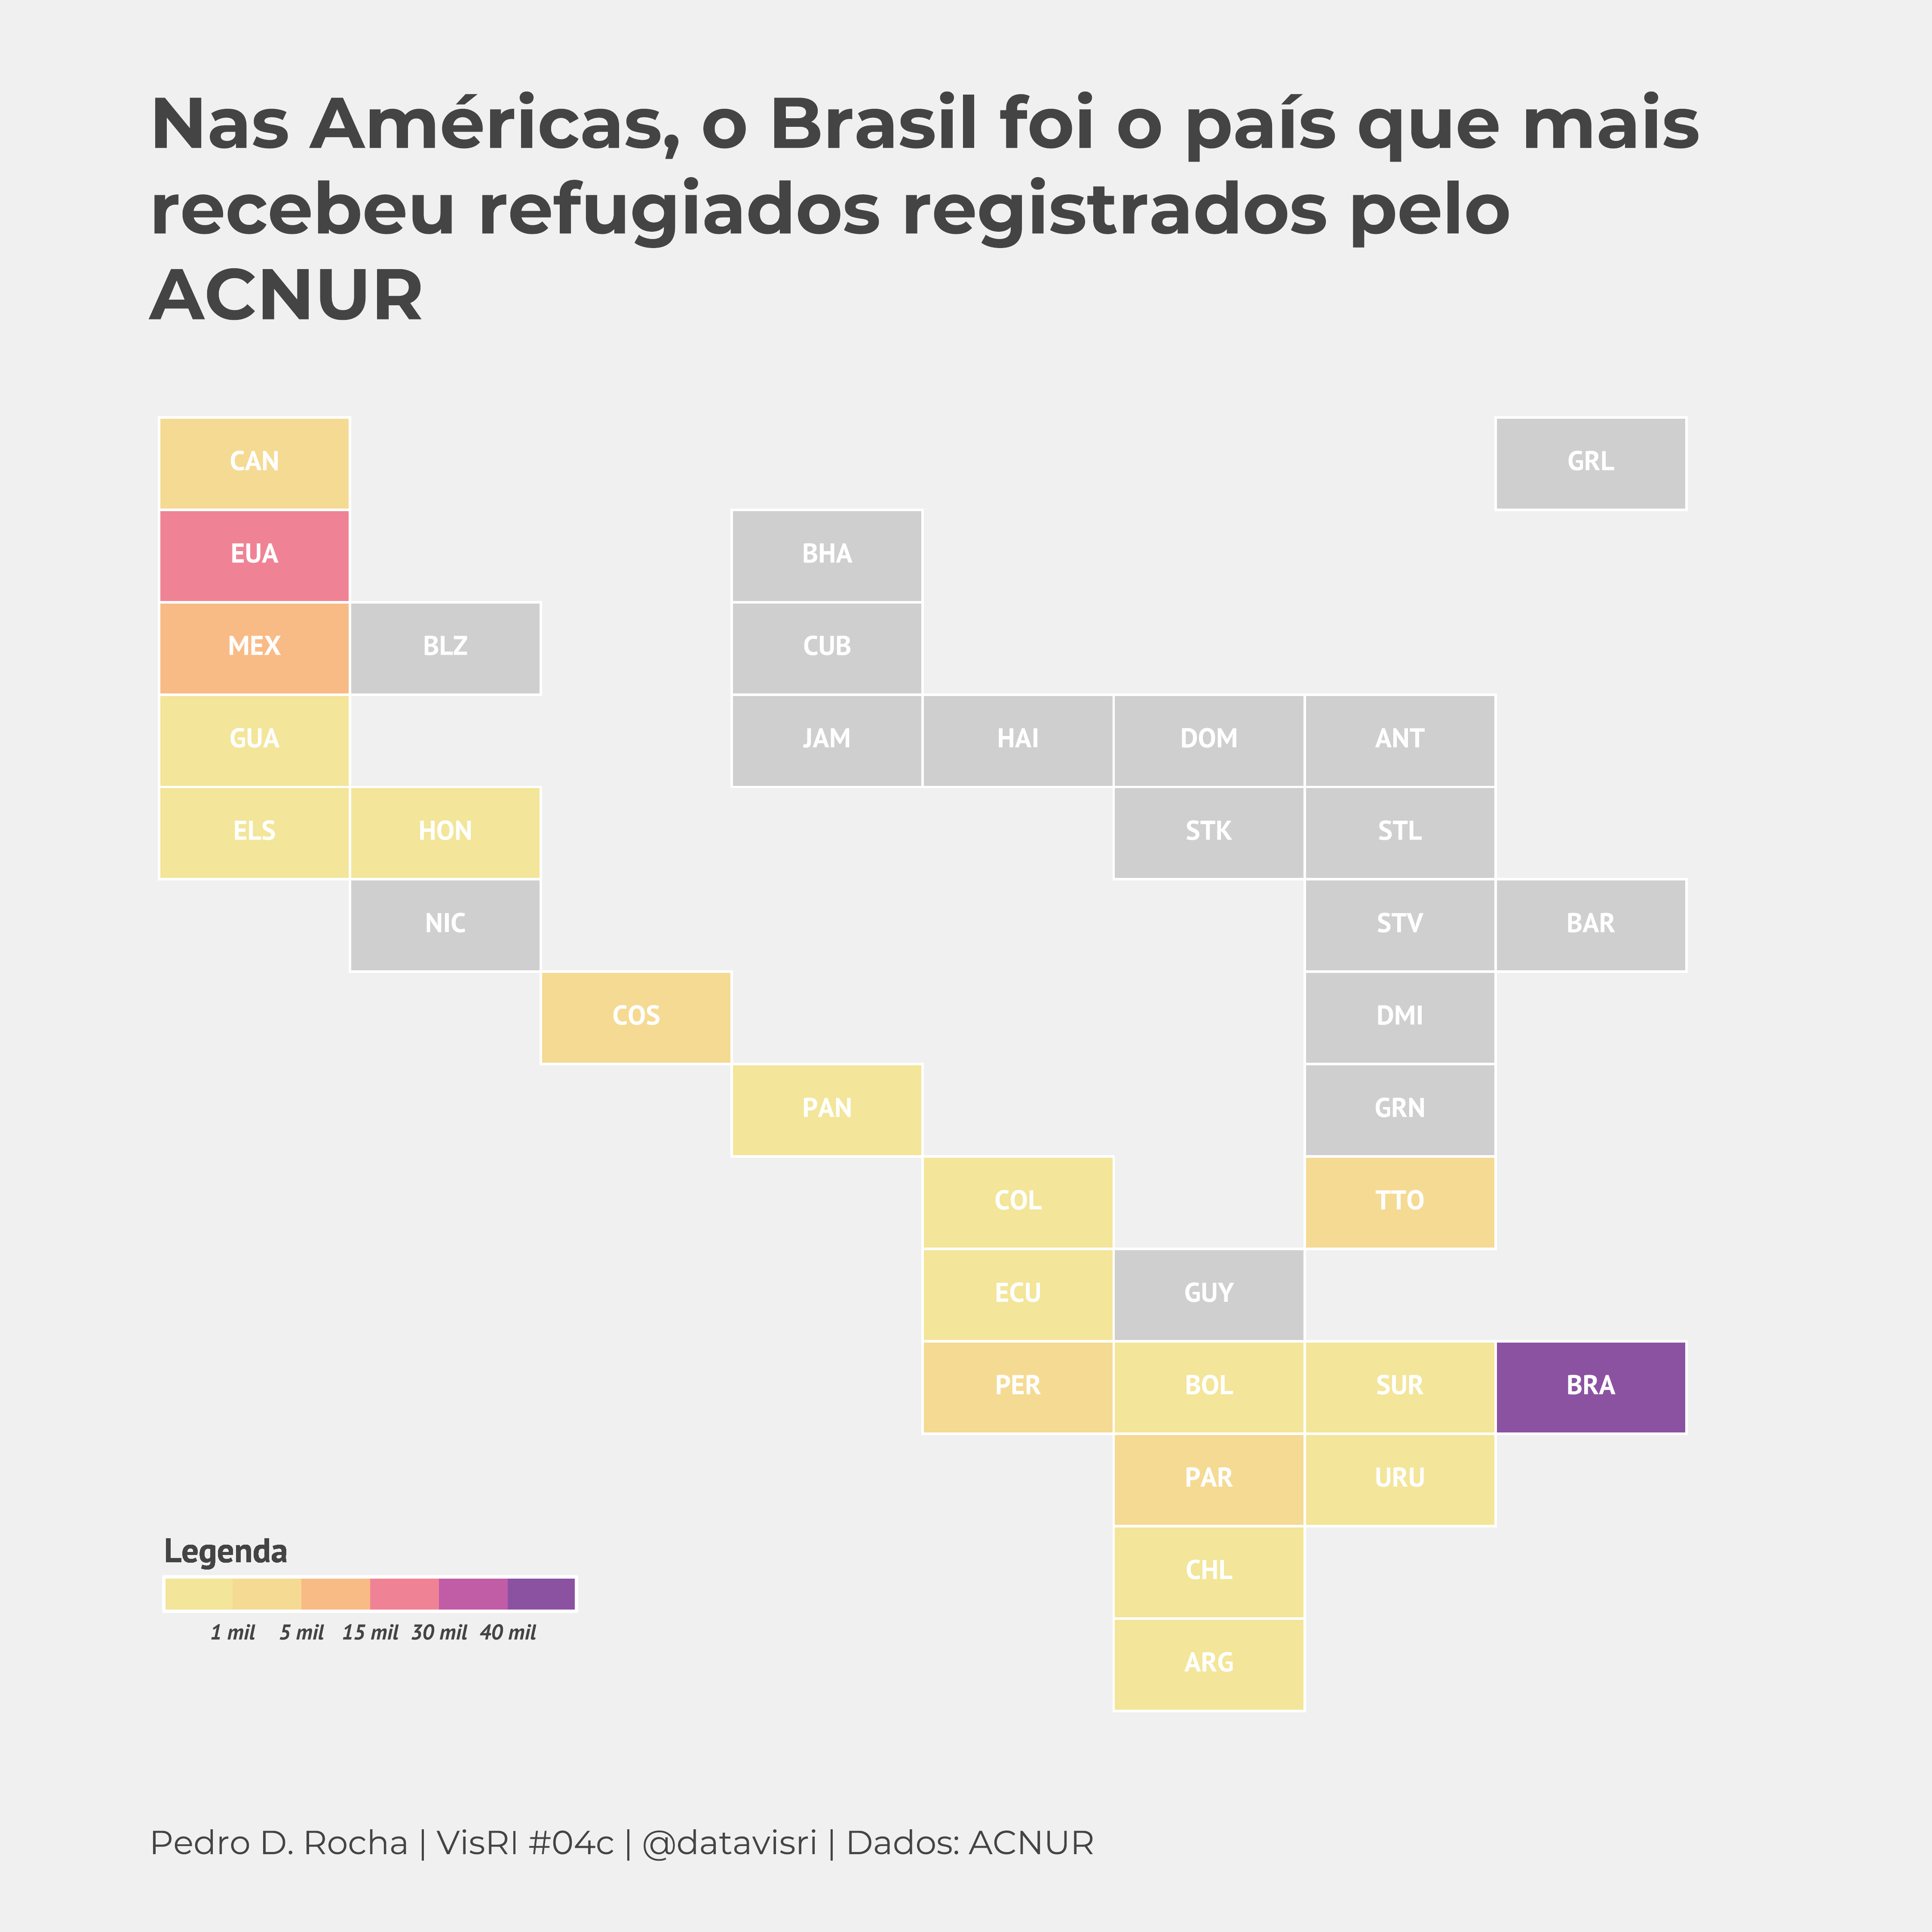 Nas Américas, o Brasil foi o país que mais
recebeu refugiados registrados pelo
ACNUR
CAN
GRL
EUA
BHA
MEX
BLZ
CUB
GUA
JAM
HAI
DOM
ANT
ELS
HON
STK
STL
NIC
STV
BAR
COS
DMI
PAN
GRN
COL
TTO
ECU
GUY
PER
BOL
SUR
BRA
PAR
URU
CHL
ARG
Legenda
1 mil 5 mil 15 mil 30 mil 40 mil
Pedro D. Rocha | VisRI #04c | @datavisri | Dados: ACNUR